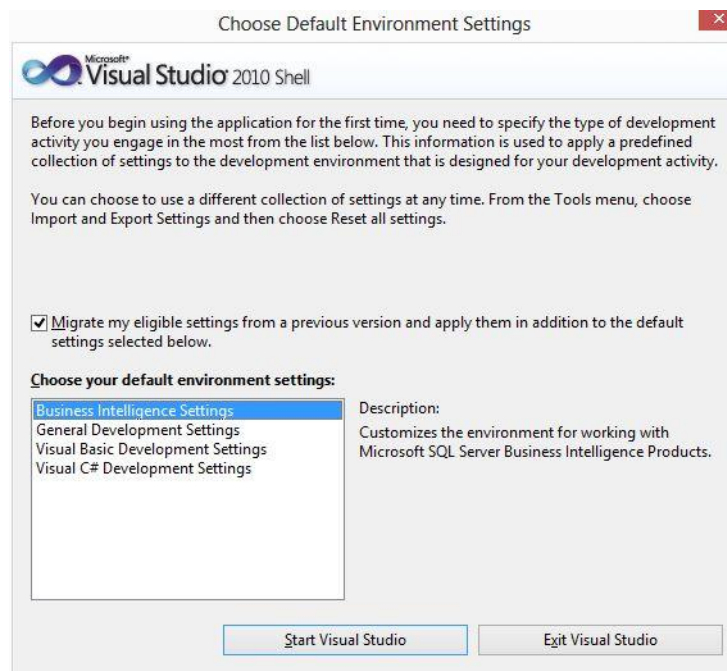 Choose Default Environment Settings
Microsoft®
Visual Studio 2010 Shell
Before you begin using the application for the first time, you need to specify the type of development
activity you engage in the most from the list below. This information is used to apply a predefined
collection of settings to the development environment that is designed for your development activity.
You can choose to use a different collection of settings at any time. From the Tools menu, choose
Import and Export Settings and then choose Reset all settings.
Migrate my eligible settings from a previous version and apply them in addition to the default
settings selected below.
Choose your default environment settings:
Business Intelligence Settings
General Development Settings
Visual Basic Development Settings
Visual C# Development Settings
Description:
Customizes the environment for working with
Microsoft SQL Server Business Intelligence Products.
Start Visual Studio
Exit Visual Studio